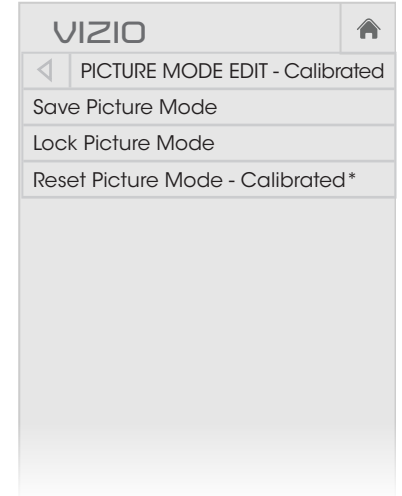 VIZIO
PICTURE MODE EDIT - Calibrated
Save Picture Mode
Lock Picture Mode
Reset Picture Mode - Calibrated*